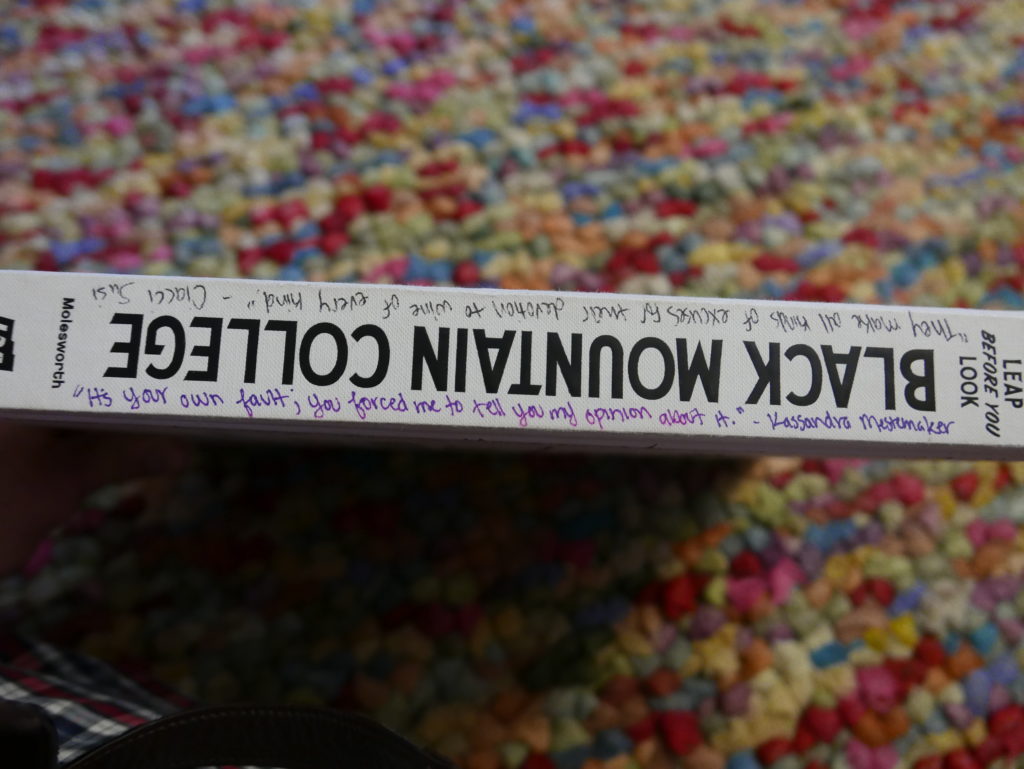 LEAP
BEFORE YOU
LOOK
"They make all kinds of excuses for their devotion to wine of every kind." - Ciacci Susi
BLACK MOUNTAIN COLLEGE
"It's your own fault; you forced me to tell you my opinion about it." - Kassandra Mestemaker
Molesworth